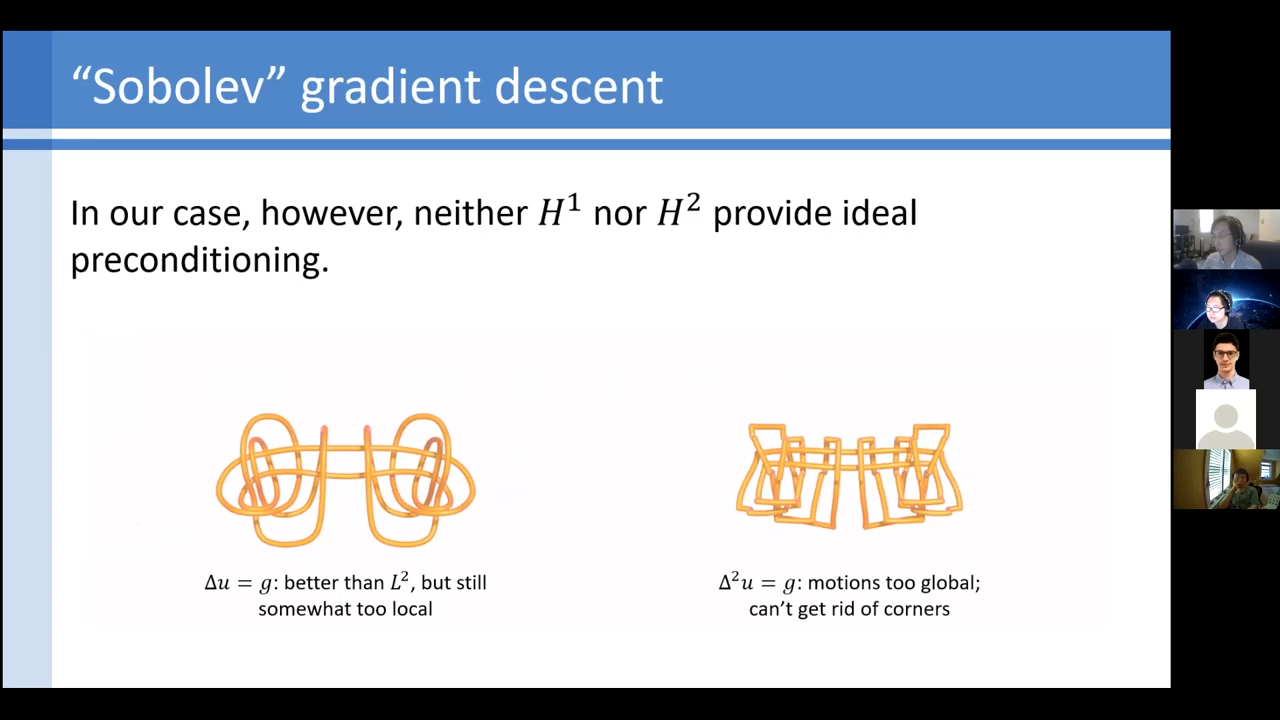 “Sobolev” gradient descent
In our case, however, neither H¹ nor H² provide ideal
preconditioning.
Δu = g: better than L², but still
somewhat too local
Δ²u = g: motions too global;
can’t get rid of corners